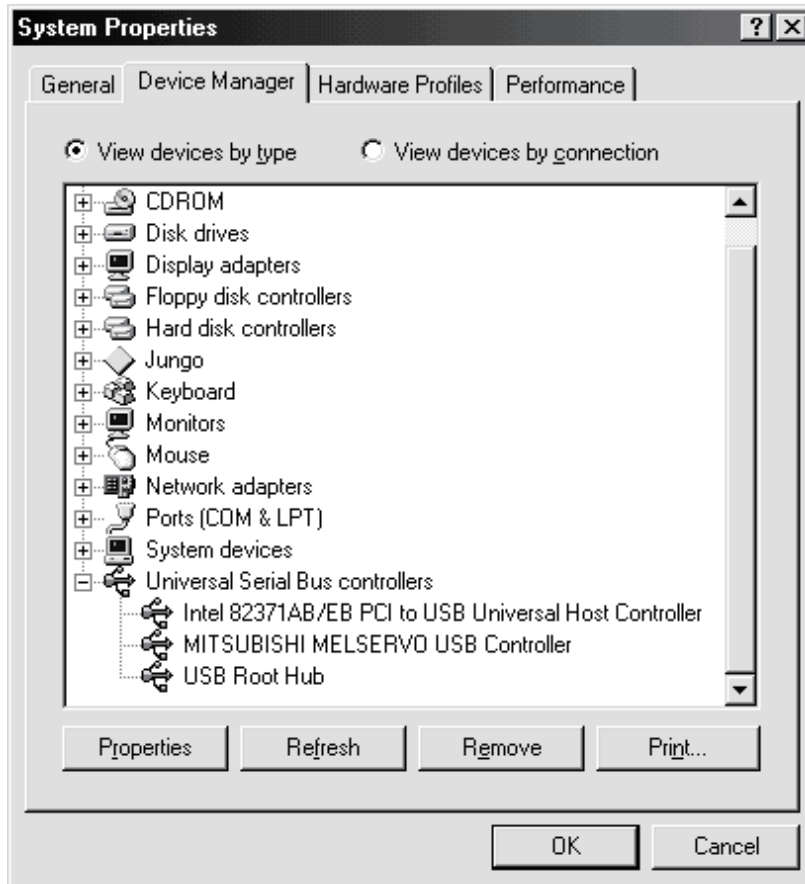 System Properties
General Device Manager Hardware Profiles Performance
View devices by type View devices by connection
CDROM
Disk drives
Display adapters
Floppy disk controllers
Hard disk controllers
Jungo
Keyboard
Monitors
Mouse
Network adapters
Ports (COM & LPT)
System devices
Universal Serial Bus controllers
Intel 82371AB/EB PCI to USB Universal Host Controller
MITSUBISHI MELSERVO USB Controller
USB Root Hub
Properties Refresh Remove Print...
OK Cancel